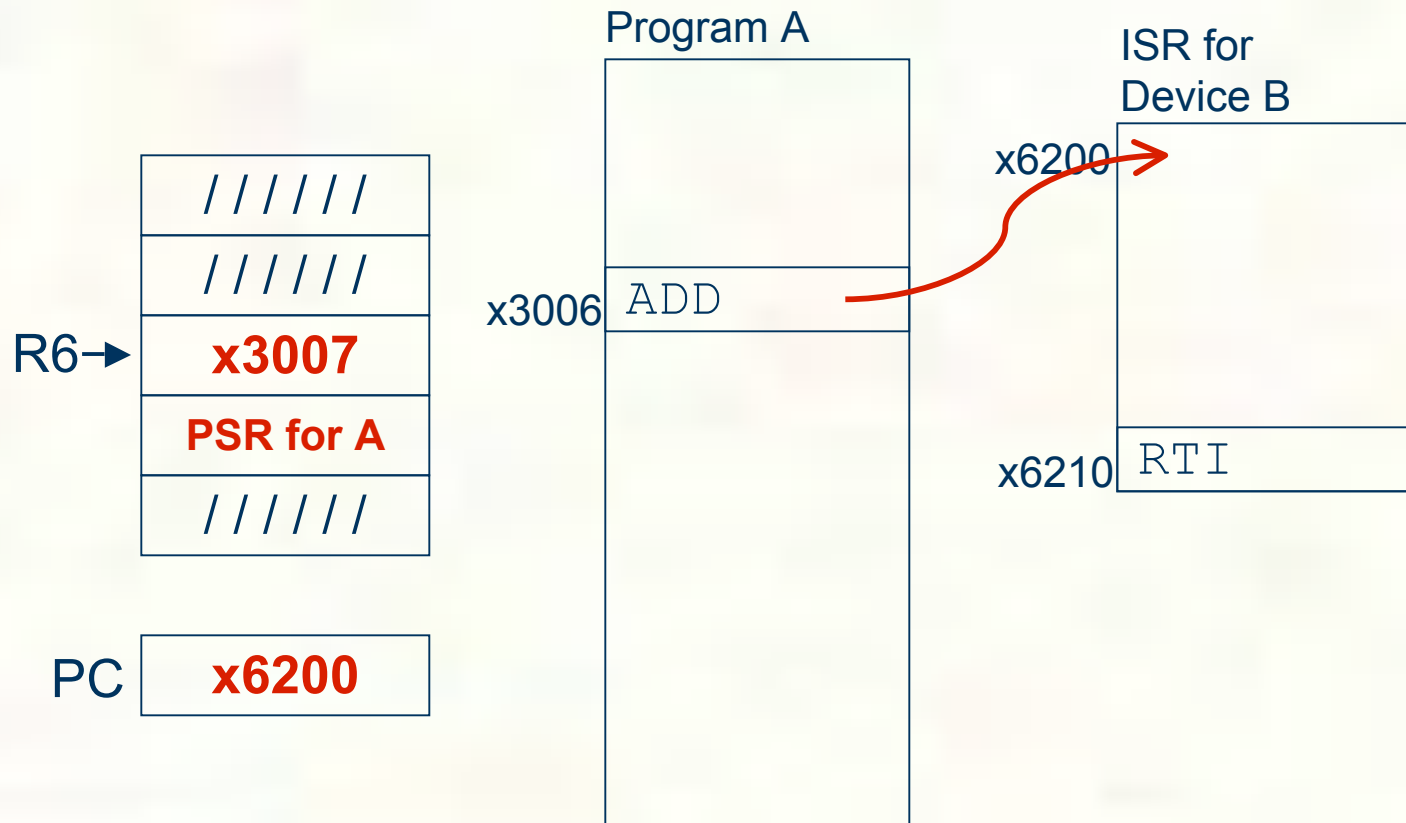 Program A
ISR for
Device B
//////
//////
R6
x3007
PSR for A
//////
PC
x6200
x3006
ADD
x6200
x6210
RTI